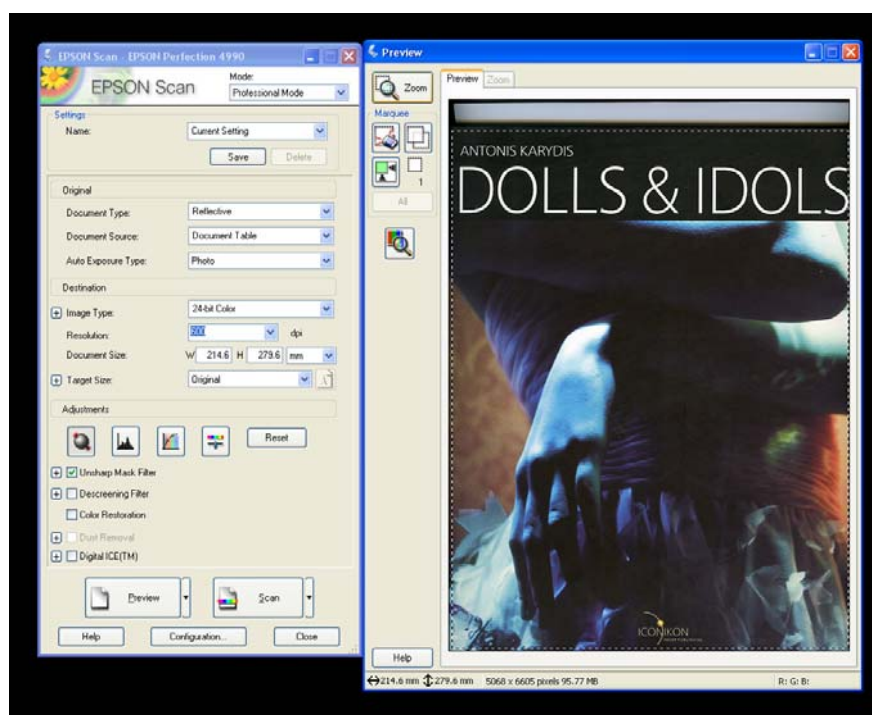 EPSON Scan - EPSON Perfection 4990
EPSON Scan
Mode:
Professional Mode
Settings
Name:
Current Setting
Save
Delete
Original
Document Type:
Reflective
Document Source:
Document Table
Auto Exposure Type:
Photo
Destination
Image Type:
24-bit Color
Resolution:
600
dpi
Document Size:
W 214.6 H 279.6 mm
Target Size:
Original
Adjustments
Reset
Unsharp Mask Filter
Descreening Filter
Color Restoration
Dust Removal
Digital ICE(TM)
Preview
Scan
Help
Configuration...
Close
Preview
Zoom
Preview
Zoom
Marquee
1
All
Help
ANTONIS KARYDIS
DOLLS & IDOLS
ICONIKON
214.6 mm 279.6 mm 5068 x 6605 pixels 95.77 MB
R: G: B: